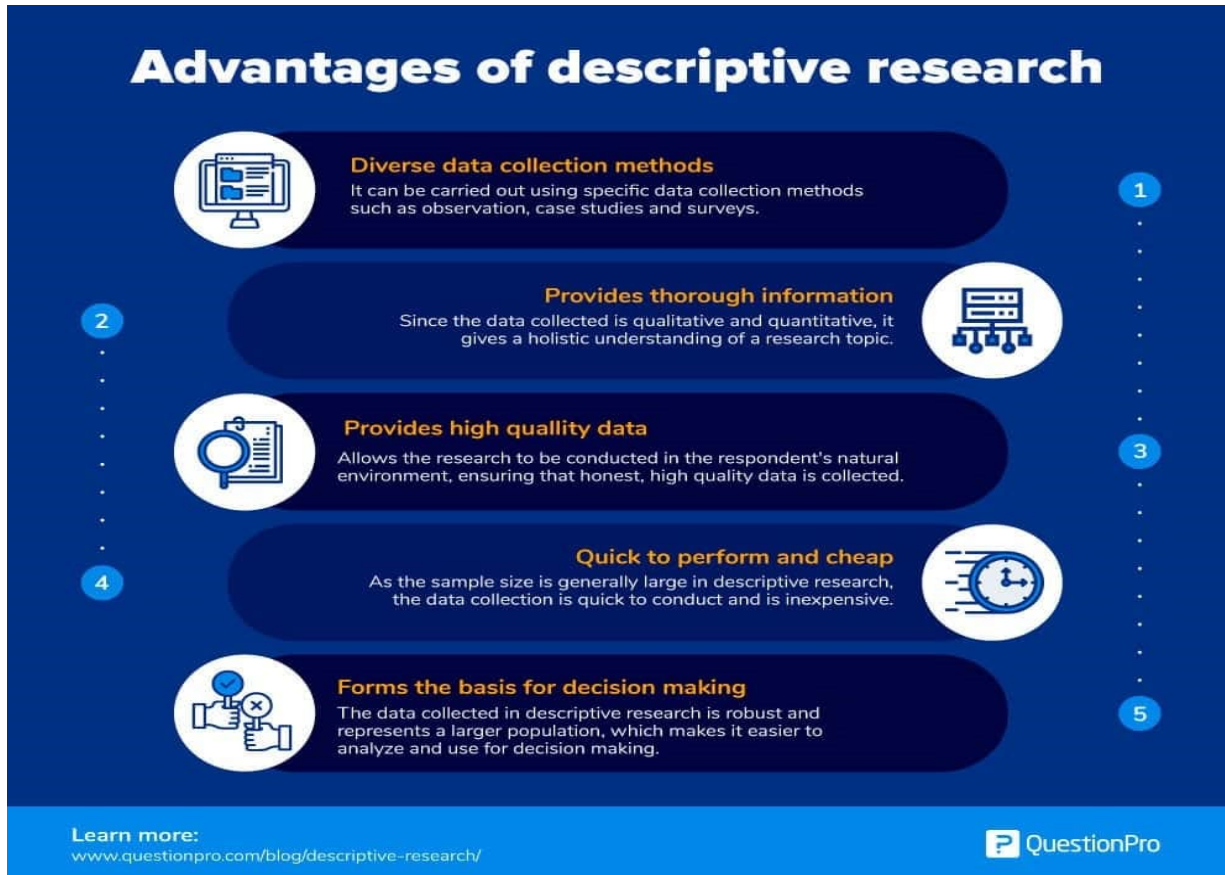 Advantages of descriptive research
1
Diverse data collection methods
It can be carried out using specific data collection methods
such as observation, case studies and surveys.
2
Provides thorough information
Since the data collected is qualitative and quantitative, it
gives a holistic understanding of a research topic.
3
Provides high quallity data
Allows the research to be conducted in the respondent's natural
environment, ensuring that honest, high quality data is collected.
4
Quick to perform and cheap
As the sample size is generally large in descriptive research,
the data collection is quick to conduct and is inexpensive.
5
Forms the basis for decision making
The data collected in descriptive research is robust and
represents a larger population, which makes it easier to
analyze and use for decision making.
Learn more:
www.questionpro.com/blog/descriptive-research/
QuestionPro